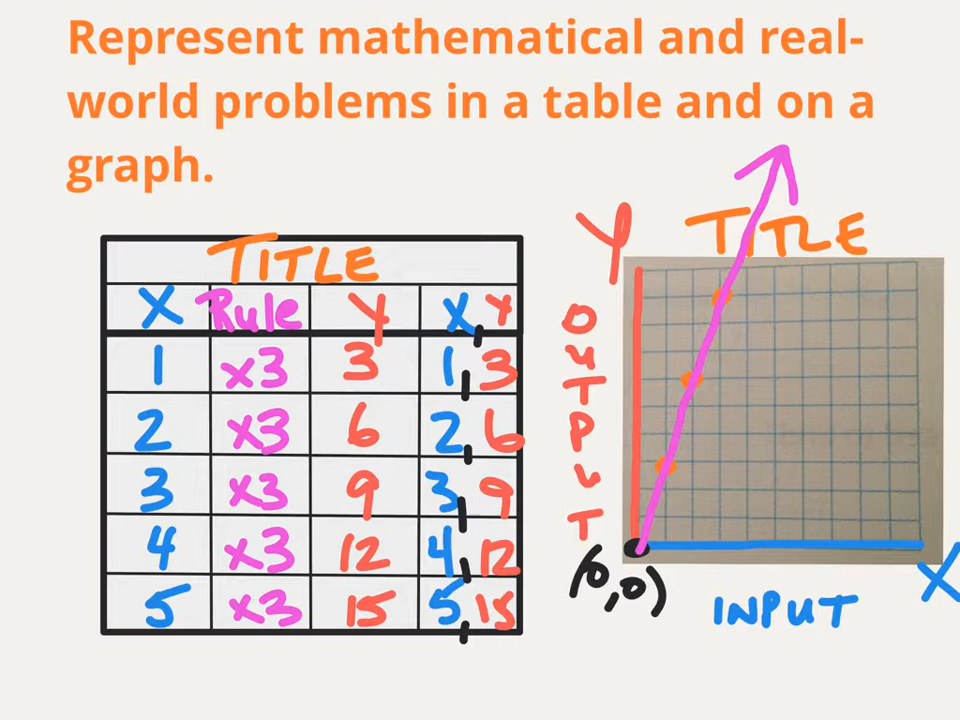 Represent mathematical and real-
world problems in a table and on a
graph.
TITLE
X Rule Y X,Y
1 x3 3 1,3
2 x3 6 2,6
3 x3 9 3,9
4 x3 12 4,12
5 x3 15 5,15
Y
TITLE
OUTPUT
(0,0)
INPUT
X